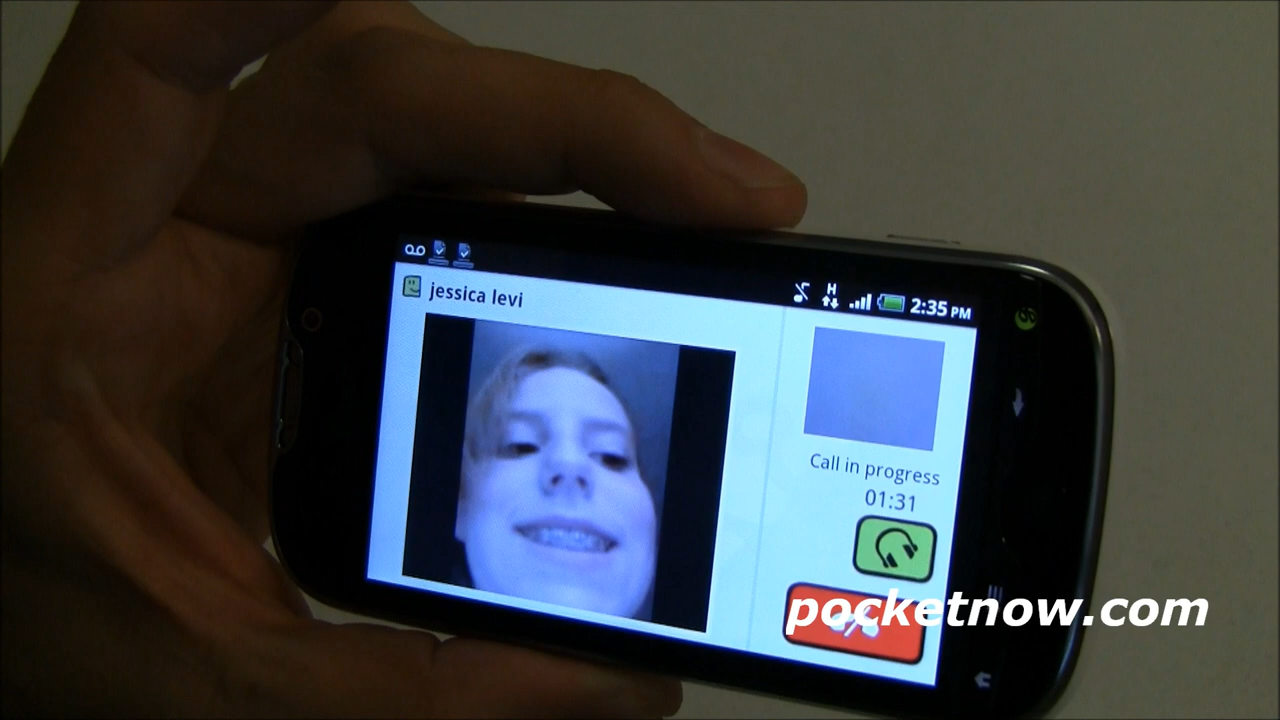 2:35 PM
H
jessica levi
Call in progress
01:31
pocketnow.com